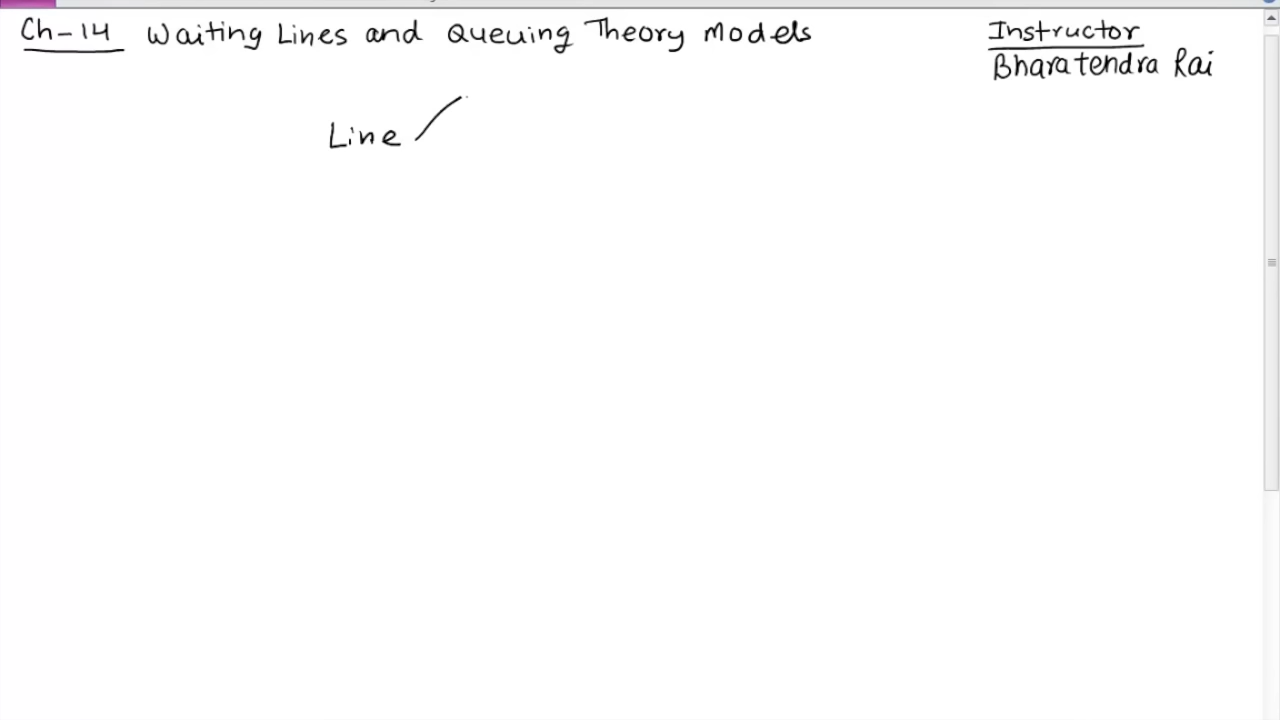 Ch-14 Waiting Lines and Queuing Theory Models
Instructor
Bharatendra Rai
Line